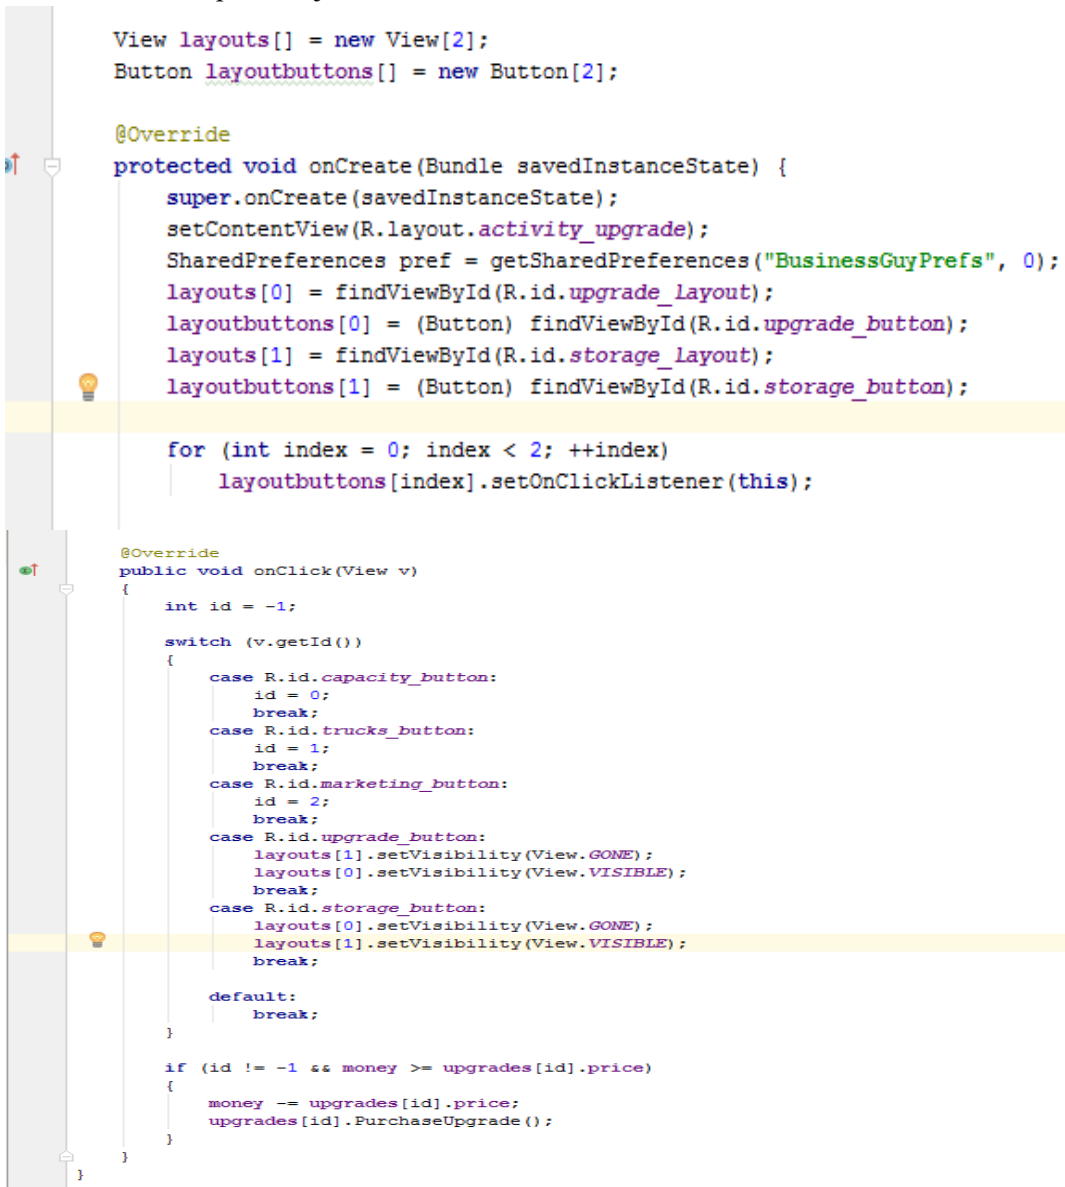 View layouts[] = new View[2];
Button layoutbuttons[] = new Button[2];
@Override
protected void onCreate(Bundle savedInstanceState) {
super.onCreate(savedInstanceState);
setContentView(R.layout.activity_upgrade);
SharedPreferences pref = getSharedPreferences("BusinessGuyPrefs", 0);
layouts[0] = findViewById(R.id.upgrade_layout);
layoutbuttons[0] = (Button) findViewById(R.id.upgrade_button);
layouts[1] = findViewById(R.id.storage_layout);
layoutbuttons[1] = (Button) findViewById(R.id.storage_button);
for (int index = 0; index < 2; ++index)
layoutbuttons[index].setOnClickListener(this);
@Override
public void onClick(View v)
{
int id = -1;
switch (v.getId())
{
case R.id.capacity_button:
id = 0;
break;
case R.id.trucks_button:
id = 1;
break;
case R.id.marketing_button:
id = 2;
break;
case R.id.upgrade_button:
layouts[1].setVisibility(View.GONE);
layouts[0].setVisibility(View.VISIBLE);
break;
case R.id.storage_button:
layouts[0].setVisibility(View.GONE);
layouts[1].setVisibility(View.VISIBLE);
break;
default:
break;
}
if (id != -1 && money >= upgrades[id].price)
{
money -= upgrades[id].price;
upgrades[id].PurchaseUpgrade();
}
}
}